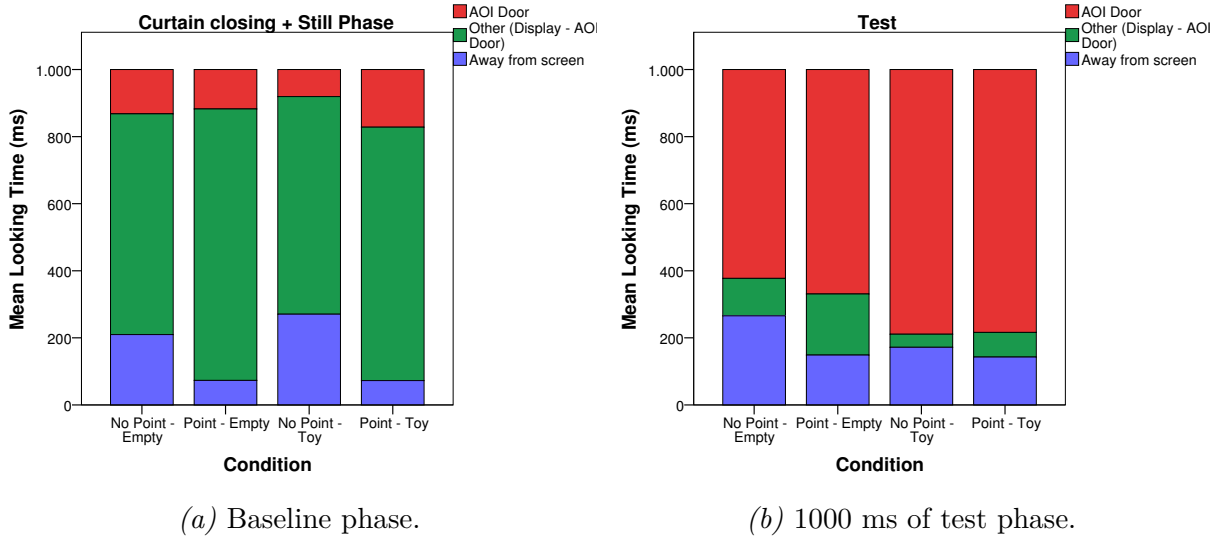 Curtain closing + Still Phase
AOI Door
Other (Display - AOI
Door)
Away from screen
Mean Looking Time (ms)
1.000
800
600
400
200
0
No Point -
Empty
Point - Empty
No Point -
Toy
Point - Toy
Condition
(a) Baseline phase.
Test
AOI Door
Other (Display - AOI
Door)
Away from screen
Mean Looking Time (ms)
1.000
800
600
400
200
0
No Point -
Empty
Point - Empty
No Point -
Toy
Point - Toy
Condition
(b) 1000 ms of test phase.